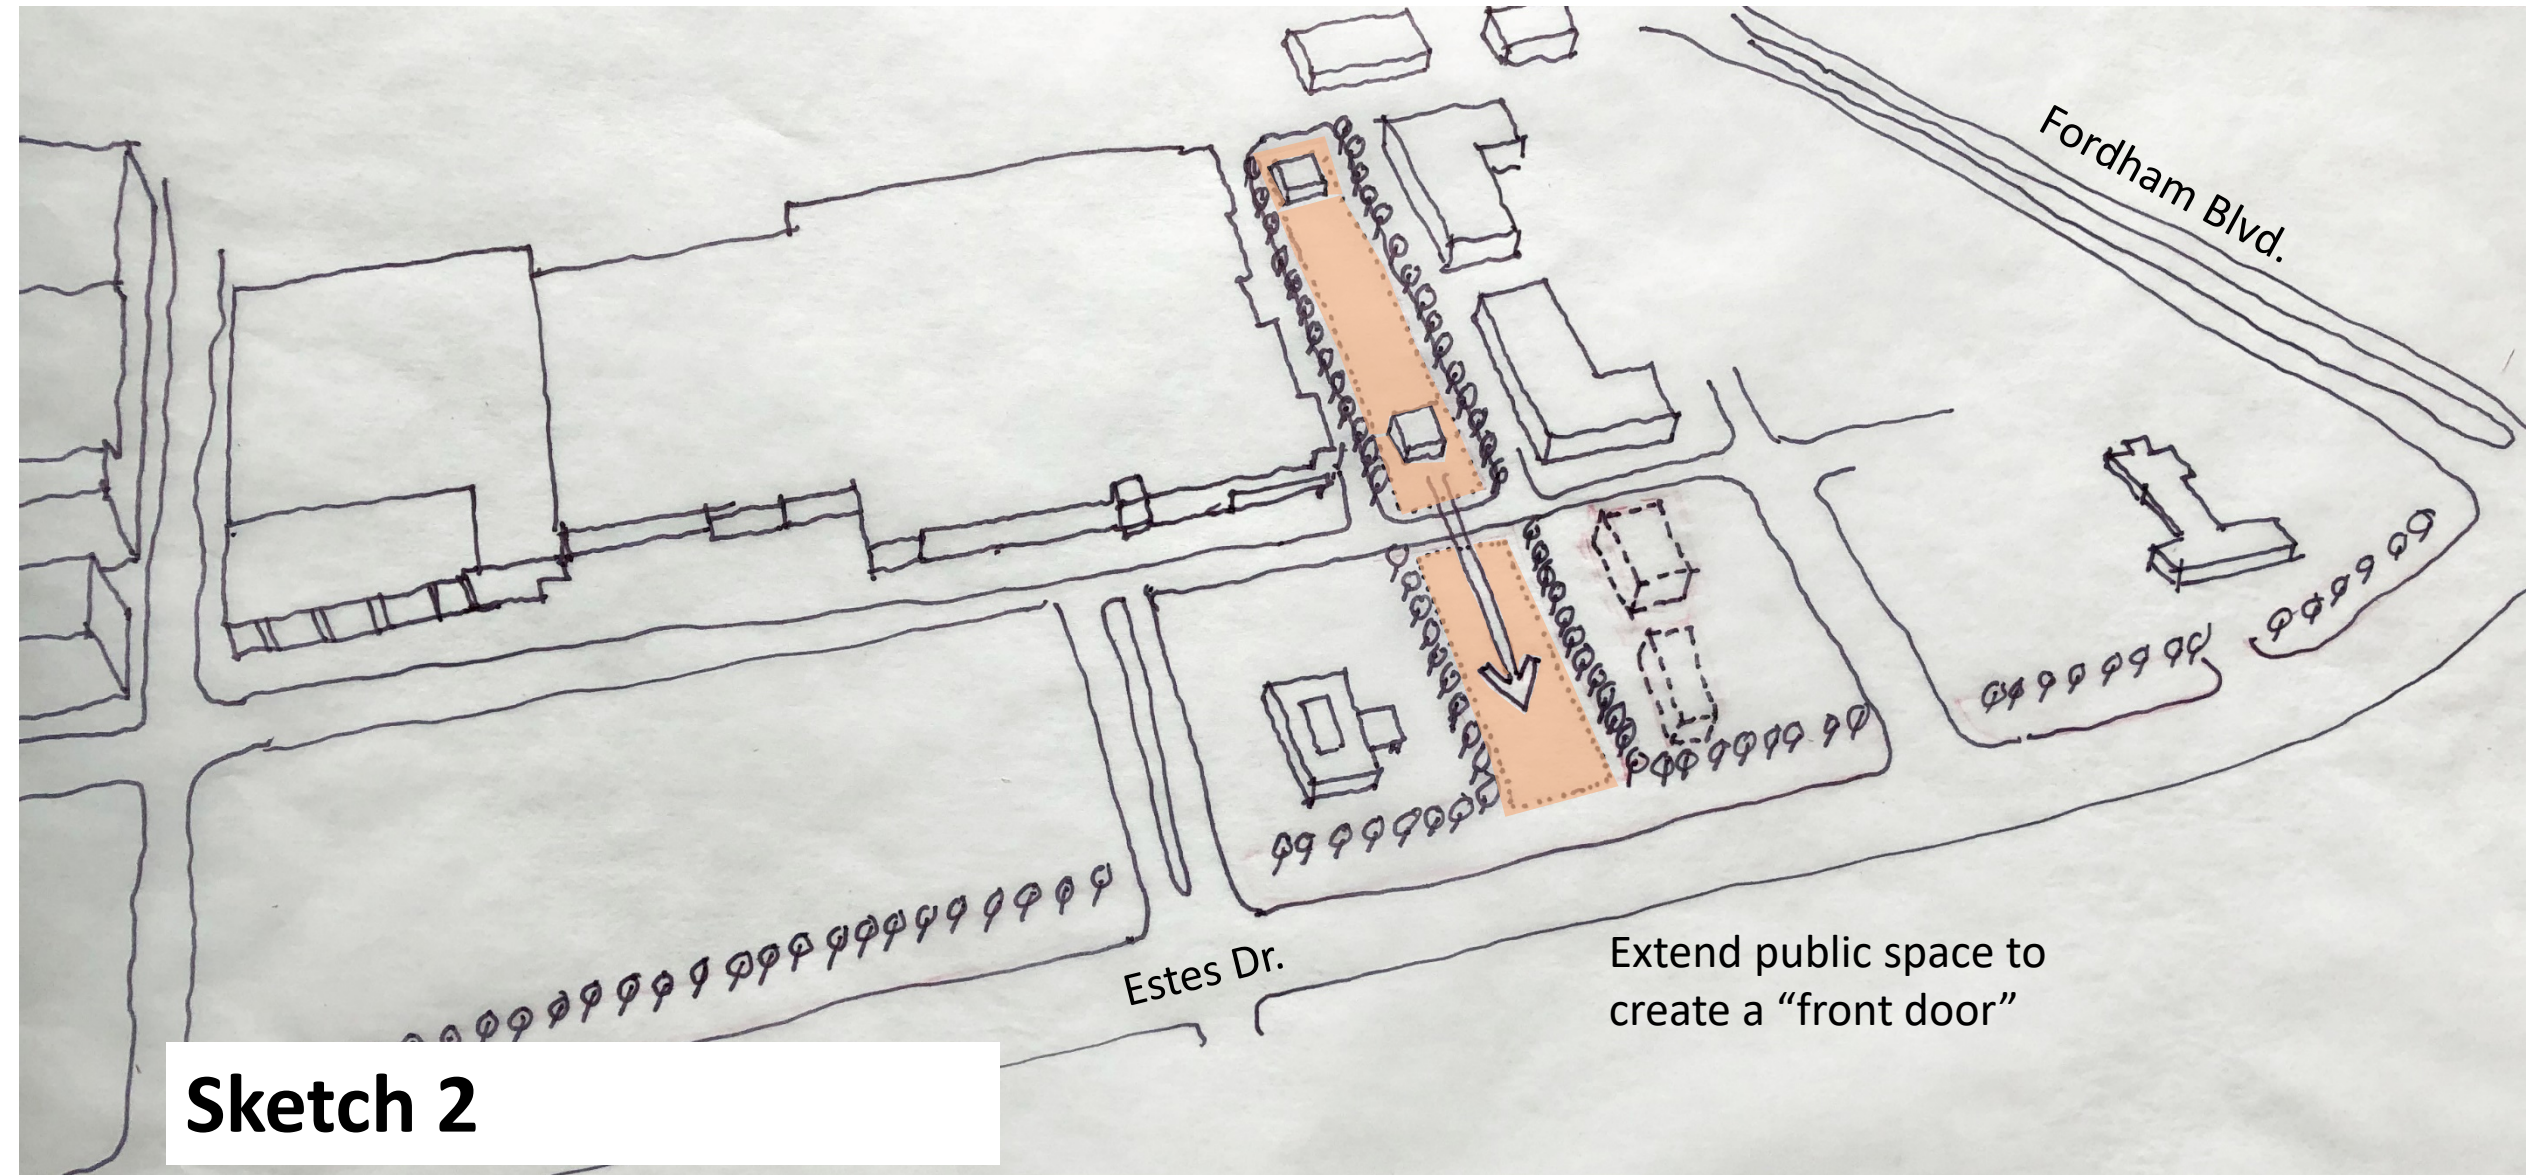 Fordham Blvd.
Estes Dr.
Extend public space to
create a “front door”
Sketch 2